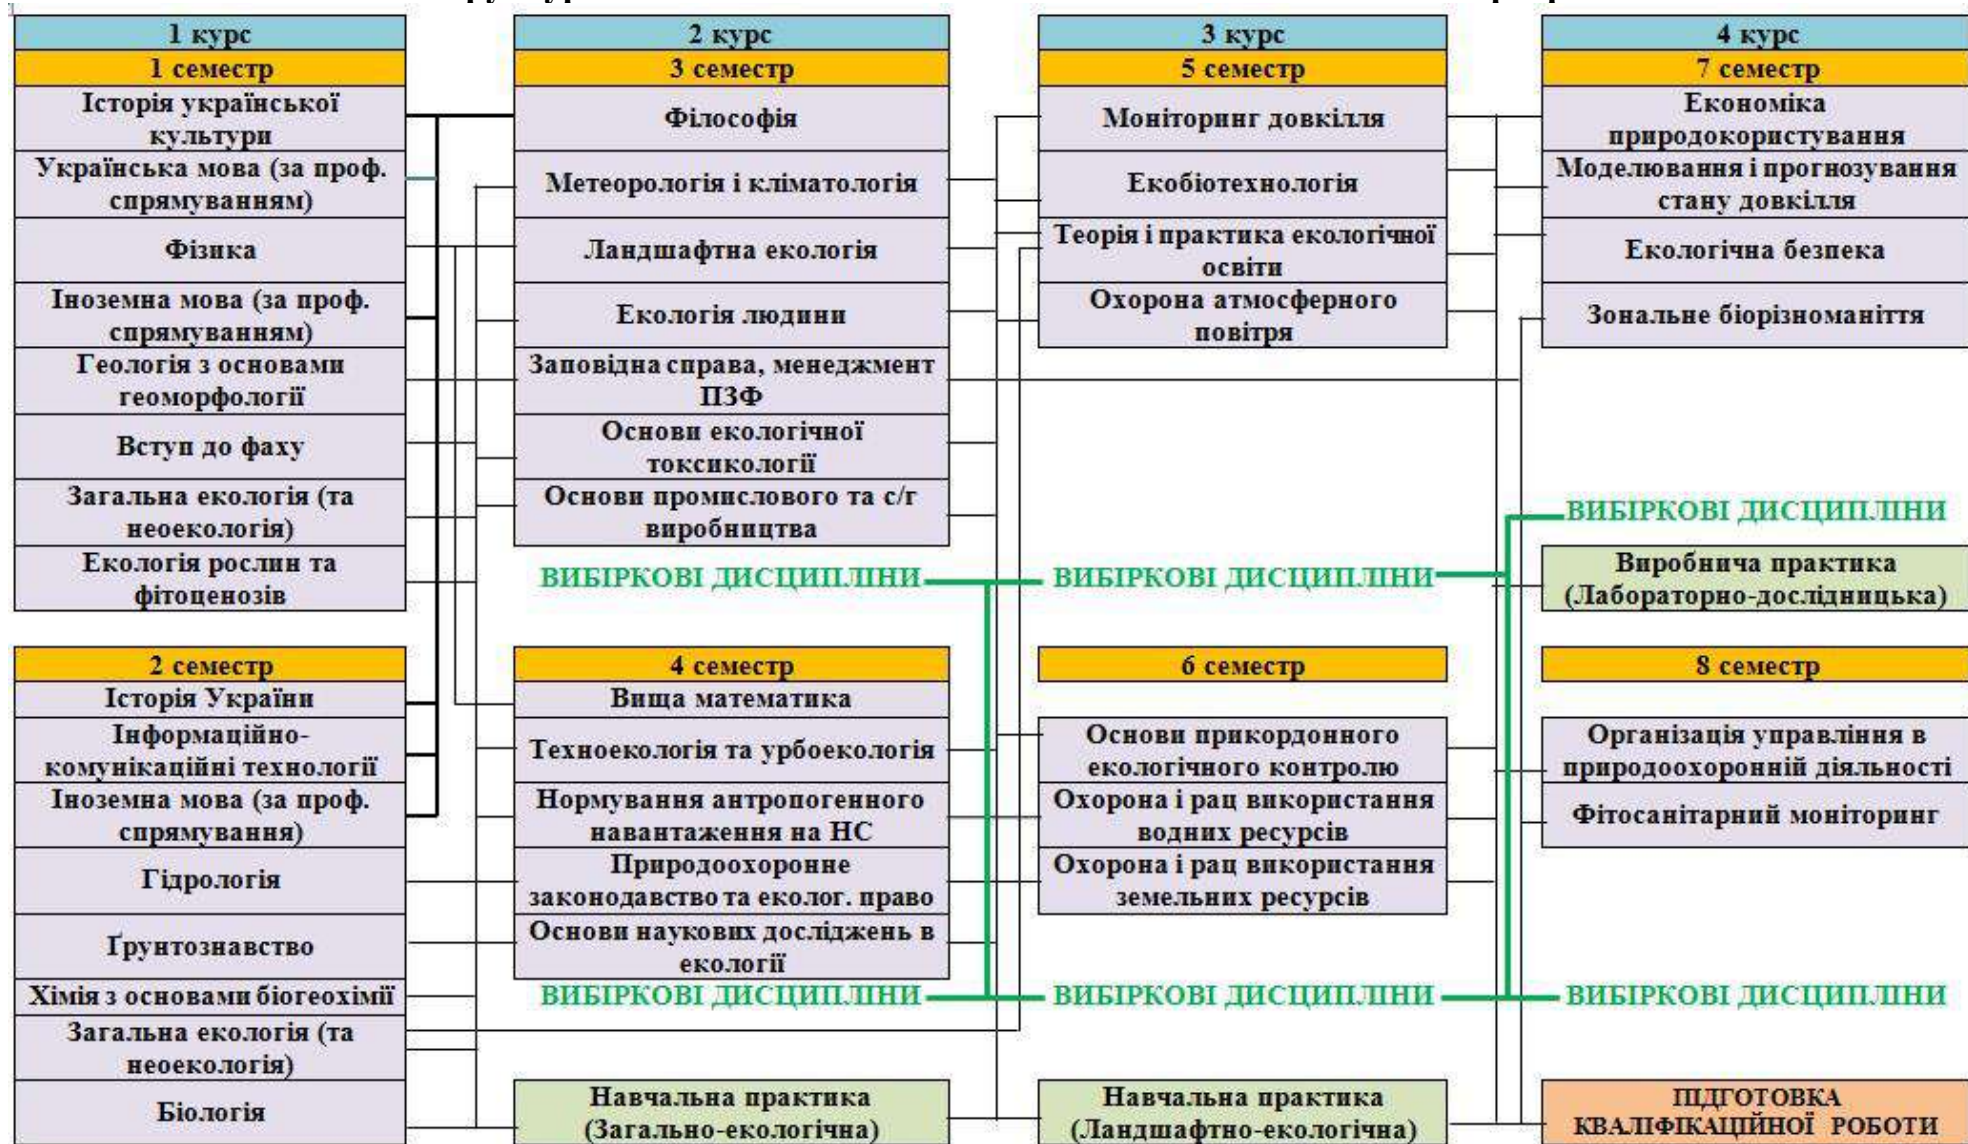 1 курс
1 семестр
Історія української
культури
Українська мова (за проф.
спрямуванням)
Фізика
Іноземна мова (за проф.
спрямуванням)
Геологія з основами
геоморфології
Вступ до фаху
Загальна екологія (та
неоекологія)
Екологія рослин та
фітоценозів
2 семестр
Історія України
Інформаційно-
комунікаційні технології
Іноземна мова (за проф.
спрямування)
Гідрологія
Ґрунтознавство
Хімія з основами біогеохімії
Загальна екологія (та
неоекологія)
Біологія
2 курс
3 семестр
Філософія
Метеорологія і кліматологія
Ландшафтна екологія
Екологія людини
Заповідна справа, менеджмент
ПЗФ
Основи екологічної
токсикології
Основи промислового та с/г
виробництва
ВИБІРКОВІ ДИСЦИПЛІНИ
4 семестр
Вища математика
Техноекологія та урбоекологія
Нормування антропогенного
навантаження на НС
Природоохоронне
законодавство та еколог. право
Основи наукових досліджень в
екології
ВИБІРКОВІ ДИСЦИПЛІНИ
Навчальна практика
(Загально-екологічна)
3 курс
5 семестр
Моніторинг довкілля
Екобіотехнологія
Теорія і практика екологічної
освіти
Охорона атмосферного
повітря
ВИБІРКОВІ ДИСЦИПЛІНИ
6 семестр
Основи прикордонного
екологічного контролю
Охорона і рац використання
водних ресурсів
Охорона і рац використання
земельних ресурсів
ВИБІРКОВІ ДИСЦИПЛІНИ
Навчальна практика
(Ландшафтно-екологічна)
4 курс
7 семестр
Економіка
природокористування
Моделювання і прогнозування
стану довкілля
Екологічна безпека
Зональне біорізноманіття
ВИБІРКОВІ ДИСЦИПЛІНИ
Виробнича практика
(Лабораторно-дослідницька)
8 семестр
Організація управління в
природоохоронній діяльності
Фітосанітарний моніторинг
ВИБІРКОВІ ДИСЦИПЛІНИ
ПІДГОТОВКА
КВАЛІФІКАЦІЙНОЇ РОБОТИ